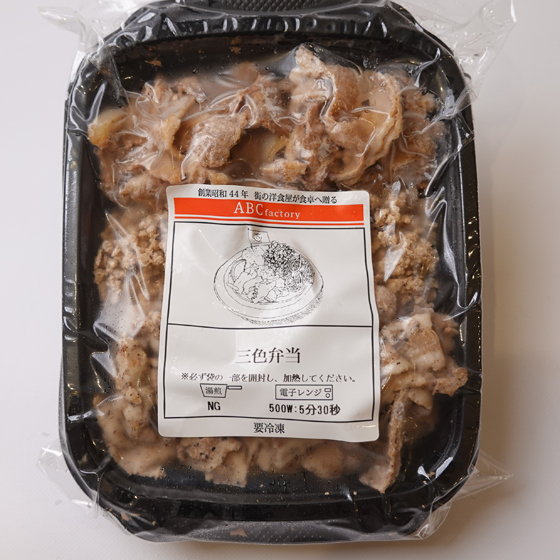 創業昭和44年 街の洋食屋が食卓へ贈る
ABCfactory
三色弁当
※必ず袋の一部を開封し、加熱してください。
湯煎 電子レンジ
NG 500W:5分30秒
要冷凍